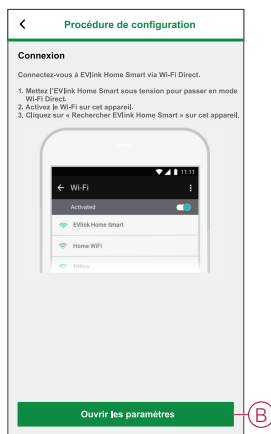 Procédure de configuration
Connexion
Connectez-vous à EVlink Home Smart via Wi-Fi Direct.
1. Mettez l'EVlink Home Smart sous tension pour passer en mode
Wi-Fi Direct.
2. Activez le Wi-Fi sur cet appareil.
3. Cliquez sur « Rechercher EVlink Home Smart » sur cet appareil.
11:11
Wi-Fi
Activated
EVlink Home Smart
Home WiFi
Office
Ouvrir les paramètres
B